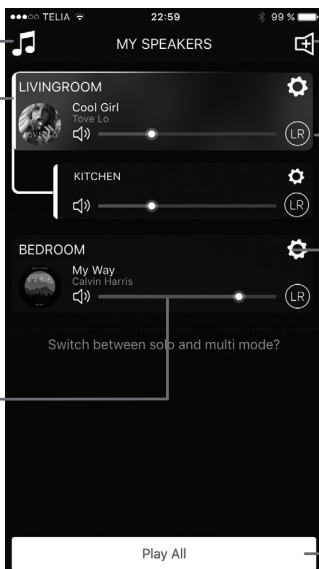 TELIA 22:59 99 %
MY SPEAKERS
LIVINGROOM
Cool Girl
Tove Lo
LR
KITCHEN
LR
BEDROOM
My Way
Calvin Harris
LR
Switch between solo and multi mode?
Play All